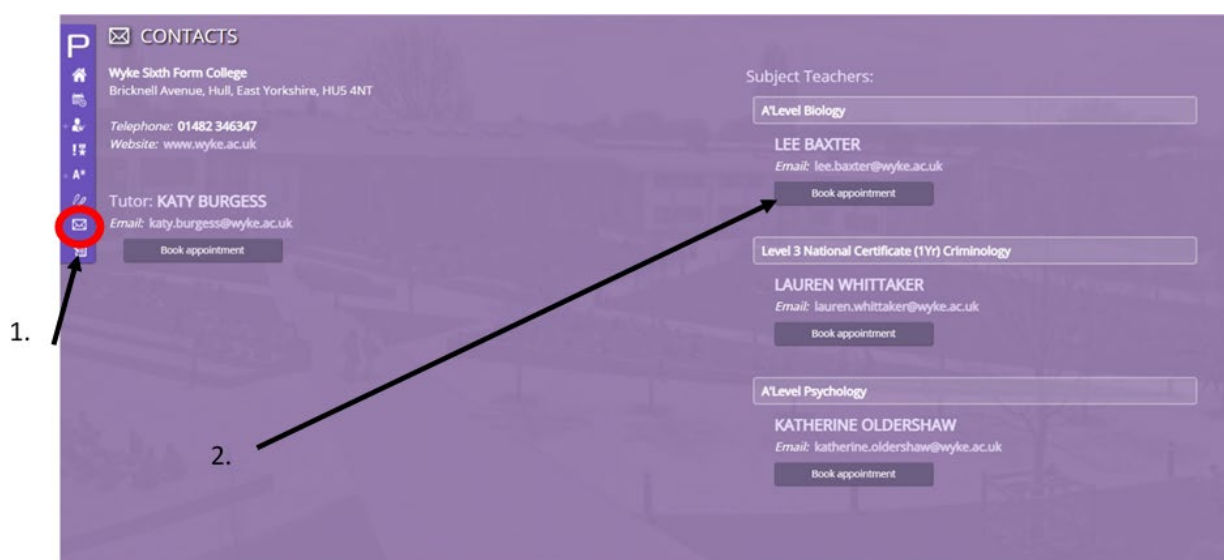 P
CONTACTS
Wyke Sixth Form College
Bricknell Avenue, Hull, East Yorkshire, HU5 4NT
Telephone: 01482 346347
Website: www.wyke.ac.uk
A*
Tutor: KATY BURGESS
Email: katy.burgess@wyke.ac.uk
Book appointment
1.
2.
Subject Teachers:
A'Level Biology
LEE BAXTER
Email: lee.baxter@wyke.ac.uk
Book appointment
Level 3 National Certificate (1Yr) Criminology
LAUREN WHITTAKER
Email: lauren.whittaker@wyke.ac.uk
Book appointment
A'Level Psychology
KATHERINE OLDERSHAW
Email: katherine.oldershaw@wyke.ac.uk
Book appointment